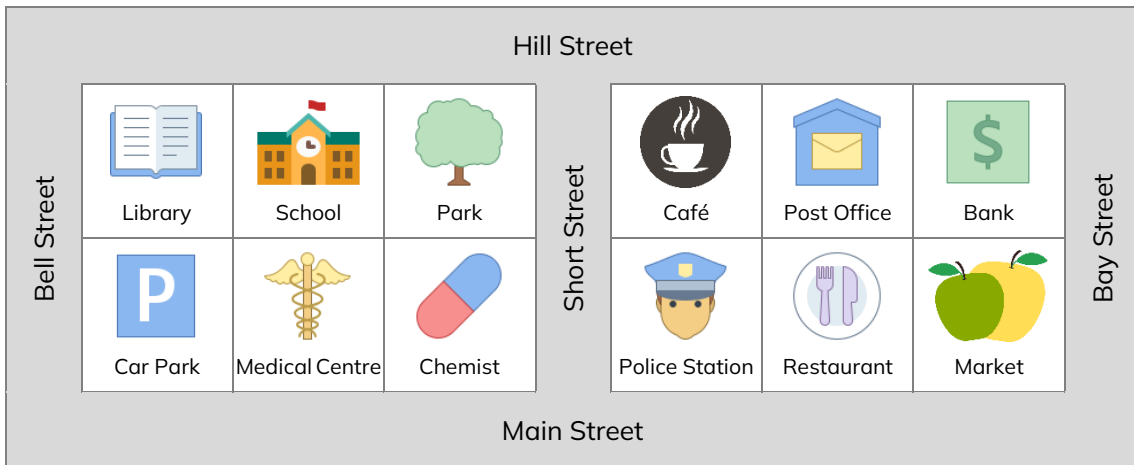 Hill Street
Bell Street
Library
School
Park
Short Street
Café
Post Office
$
Bank
Bay Street
P
Car Park
Medical Centre
Chemist
Police Station
Restaurant
Market
Main Street